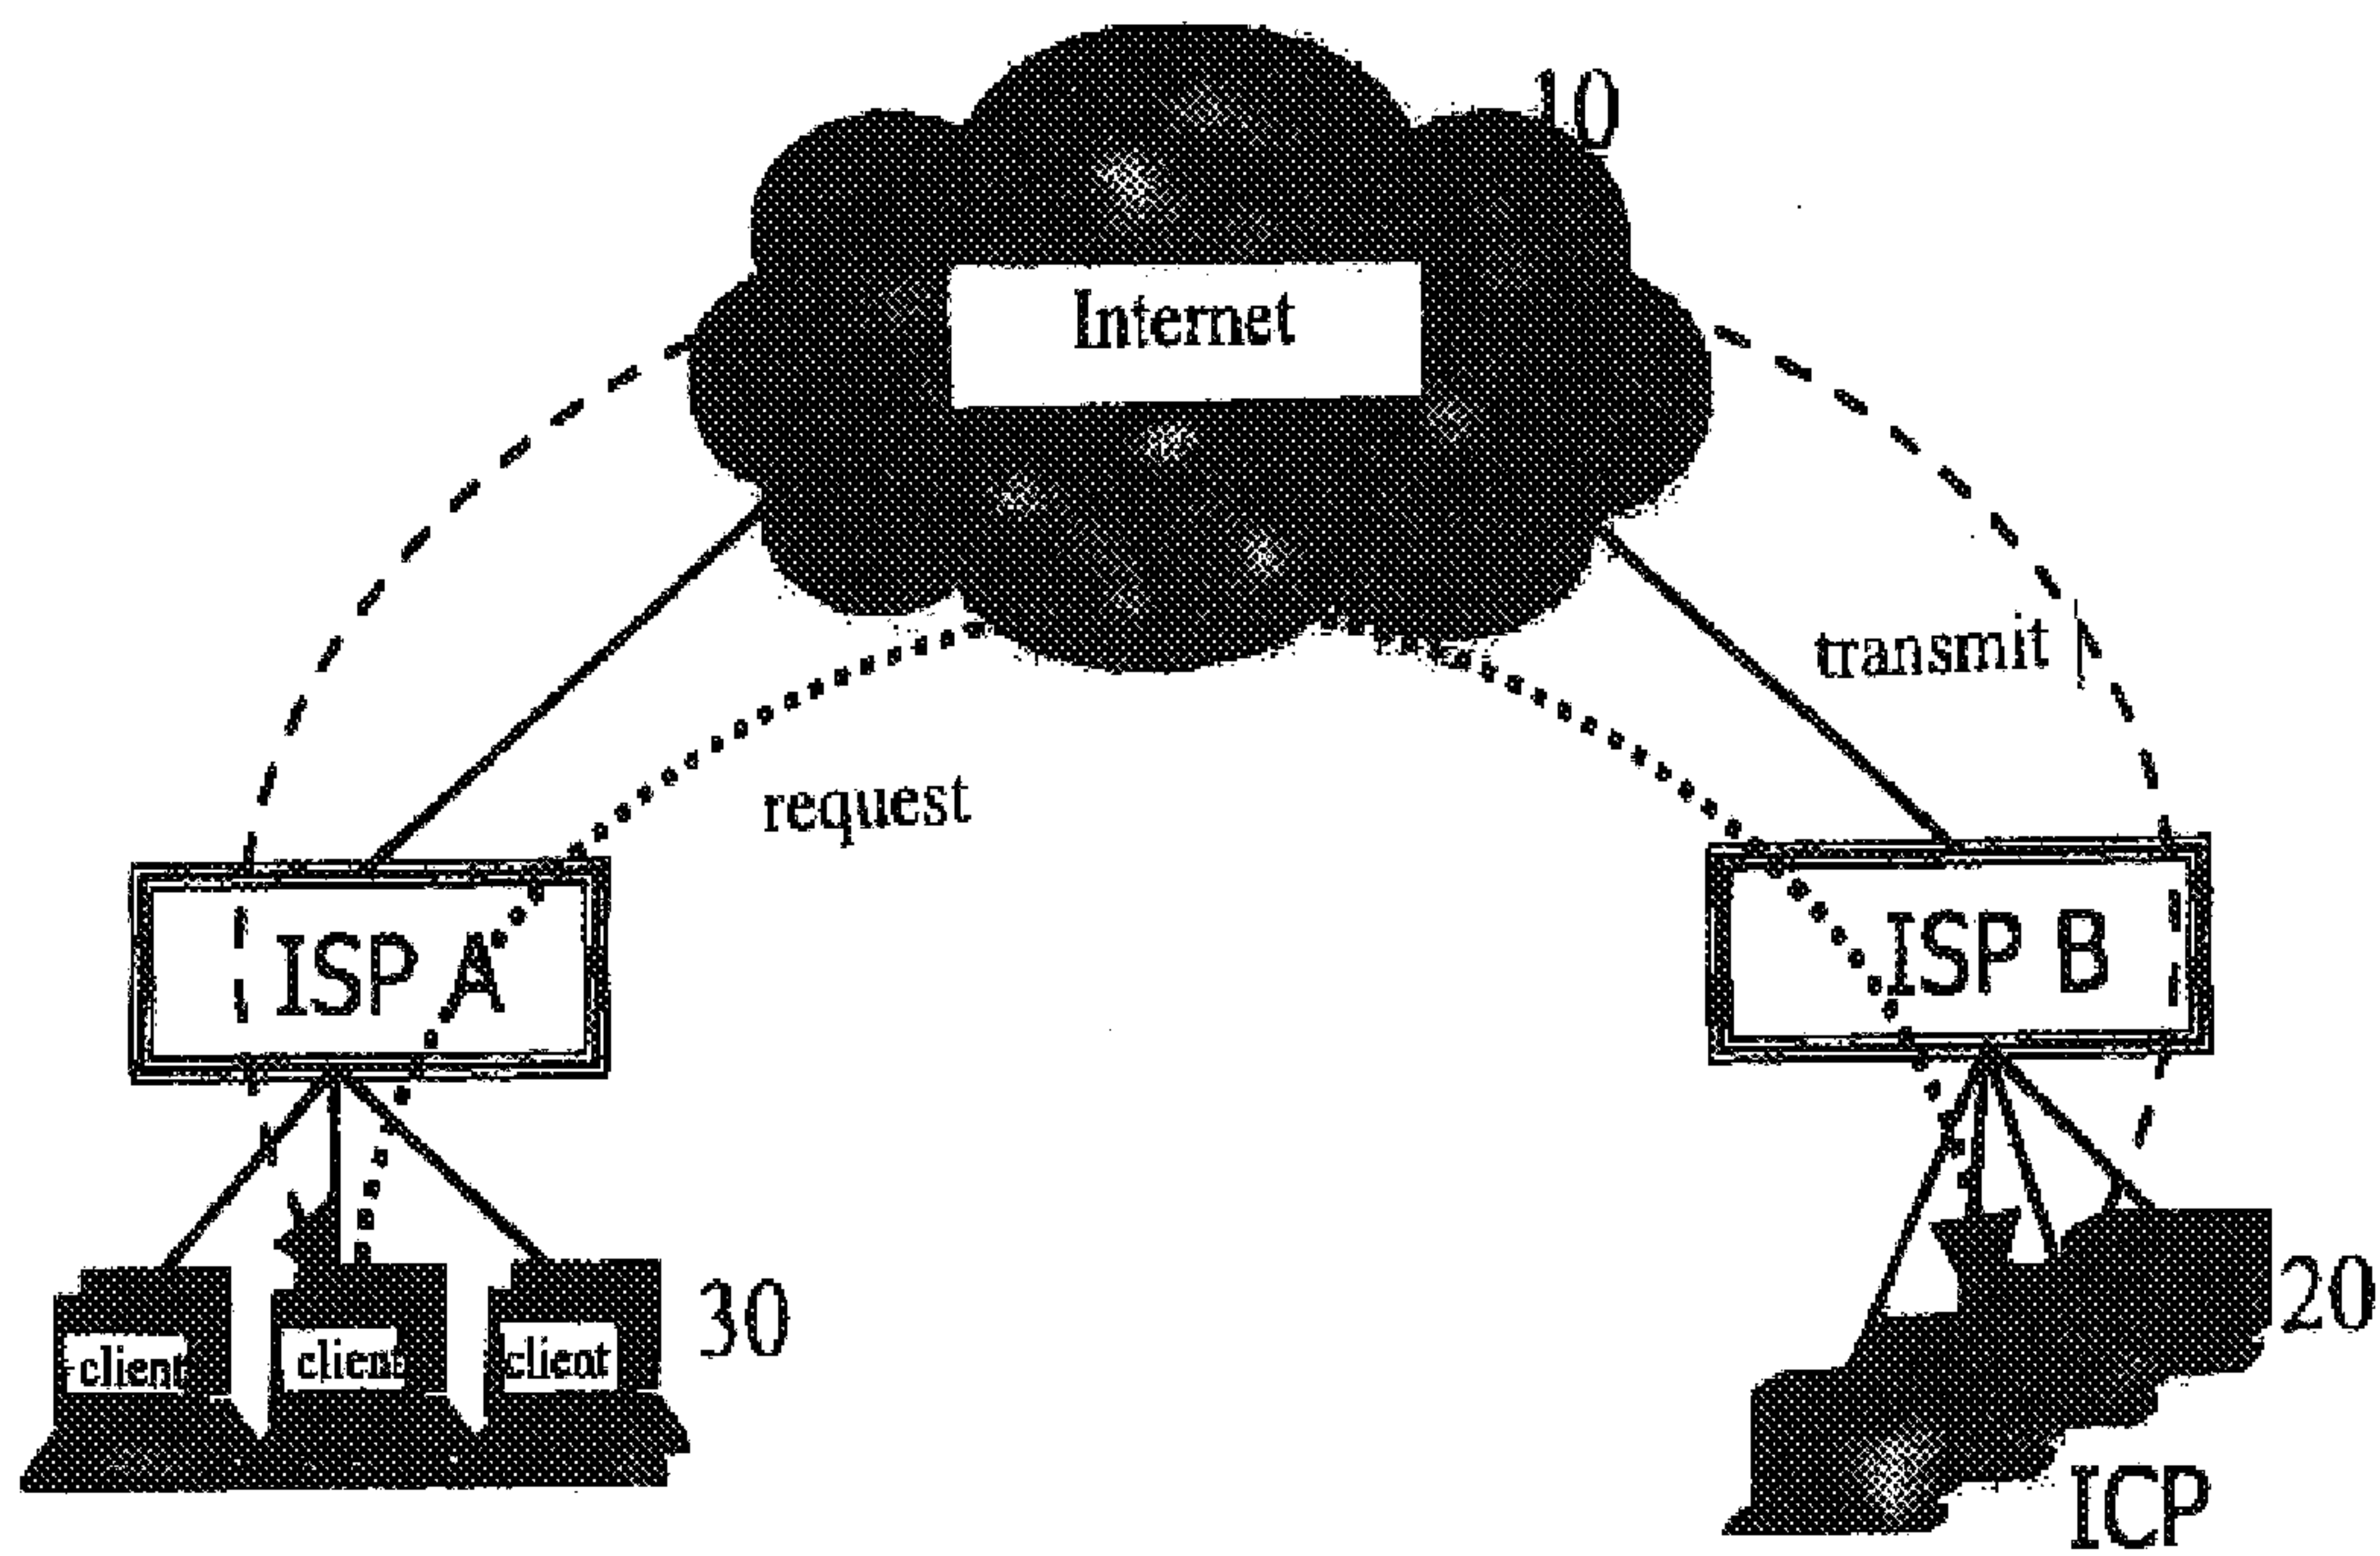 10
Internet
transmit
request
ISP A
ISP B
30
20
client
client
client
ICP